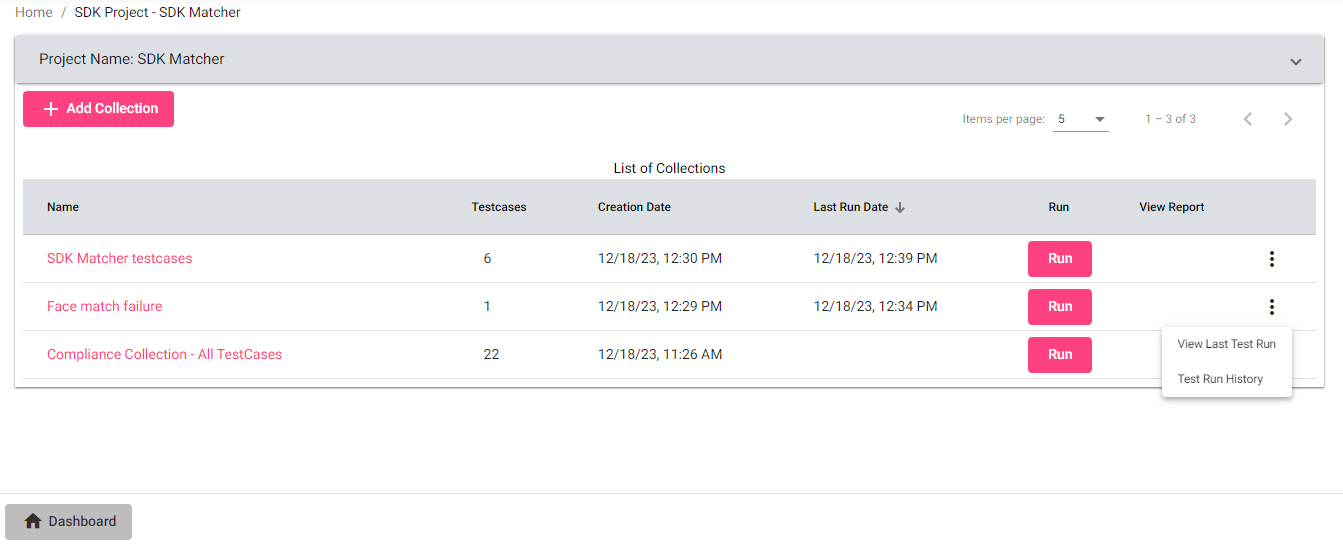 Home / SDK Project - SDK Matcher
Project Name: SDK Matcher
Add Collection
Items per page: 5 1 – 3 of 3
List of Collections
Name Testcases Creation Date Last Run Date Run View Report
SDK Matcher testcases 6 12/18/23, 12:30 PM 12/18/23, 12:39 PM Run
Face match failure 1 12/18/23, 12:29 PM 12/18/23, 12:34 PM Run
View Last Test Run
Compliance Collection - All TestCases 22 12/18/23, 11:26 AM Run
Test Run History
Dashboard